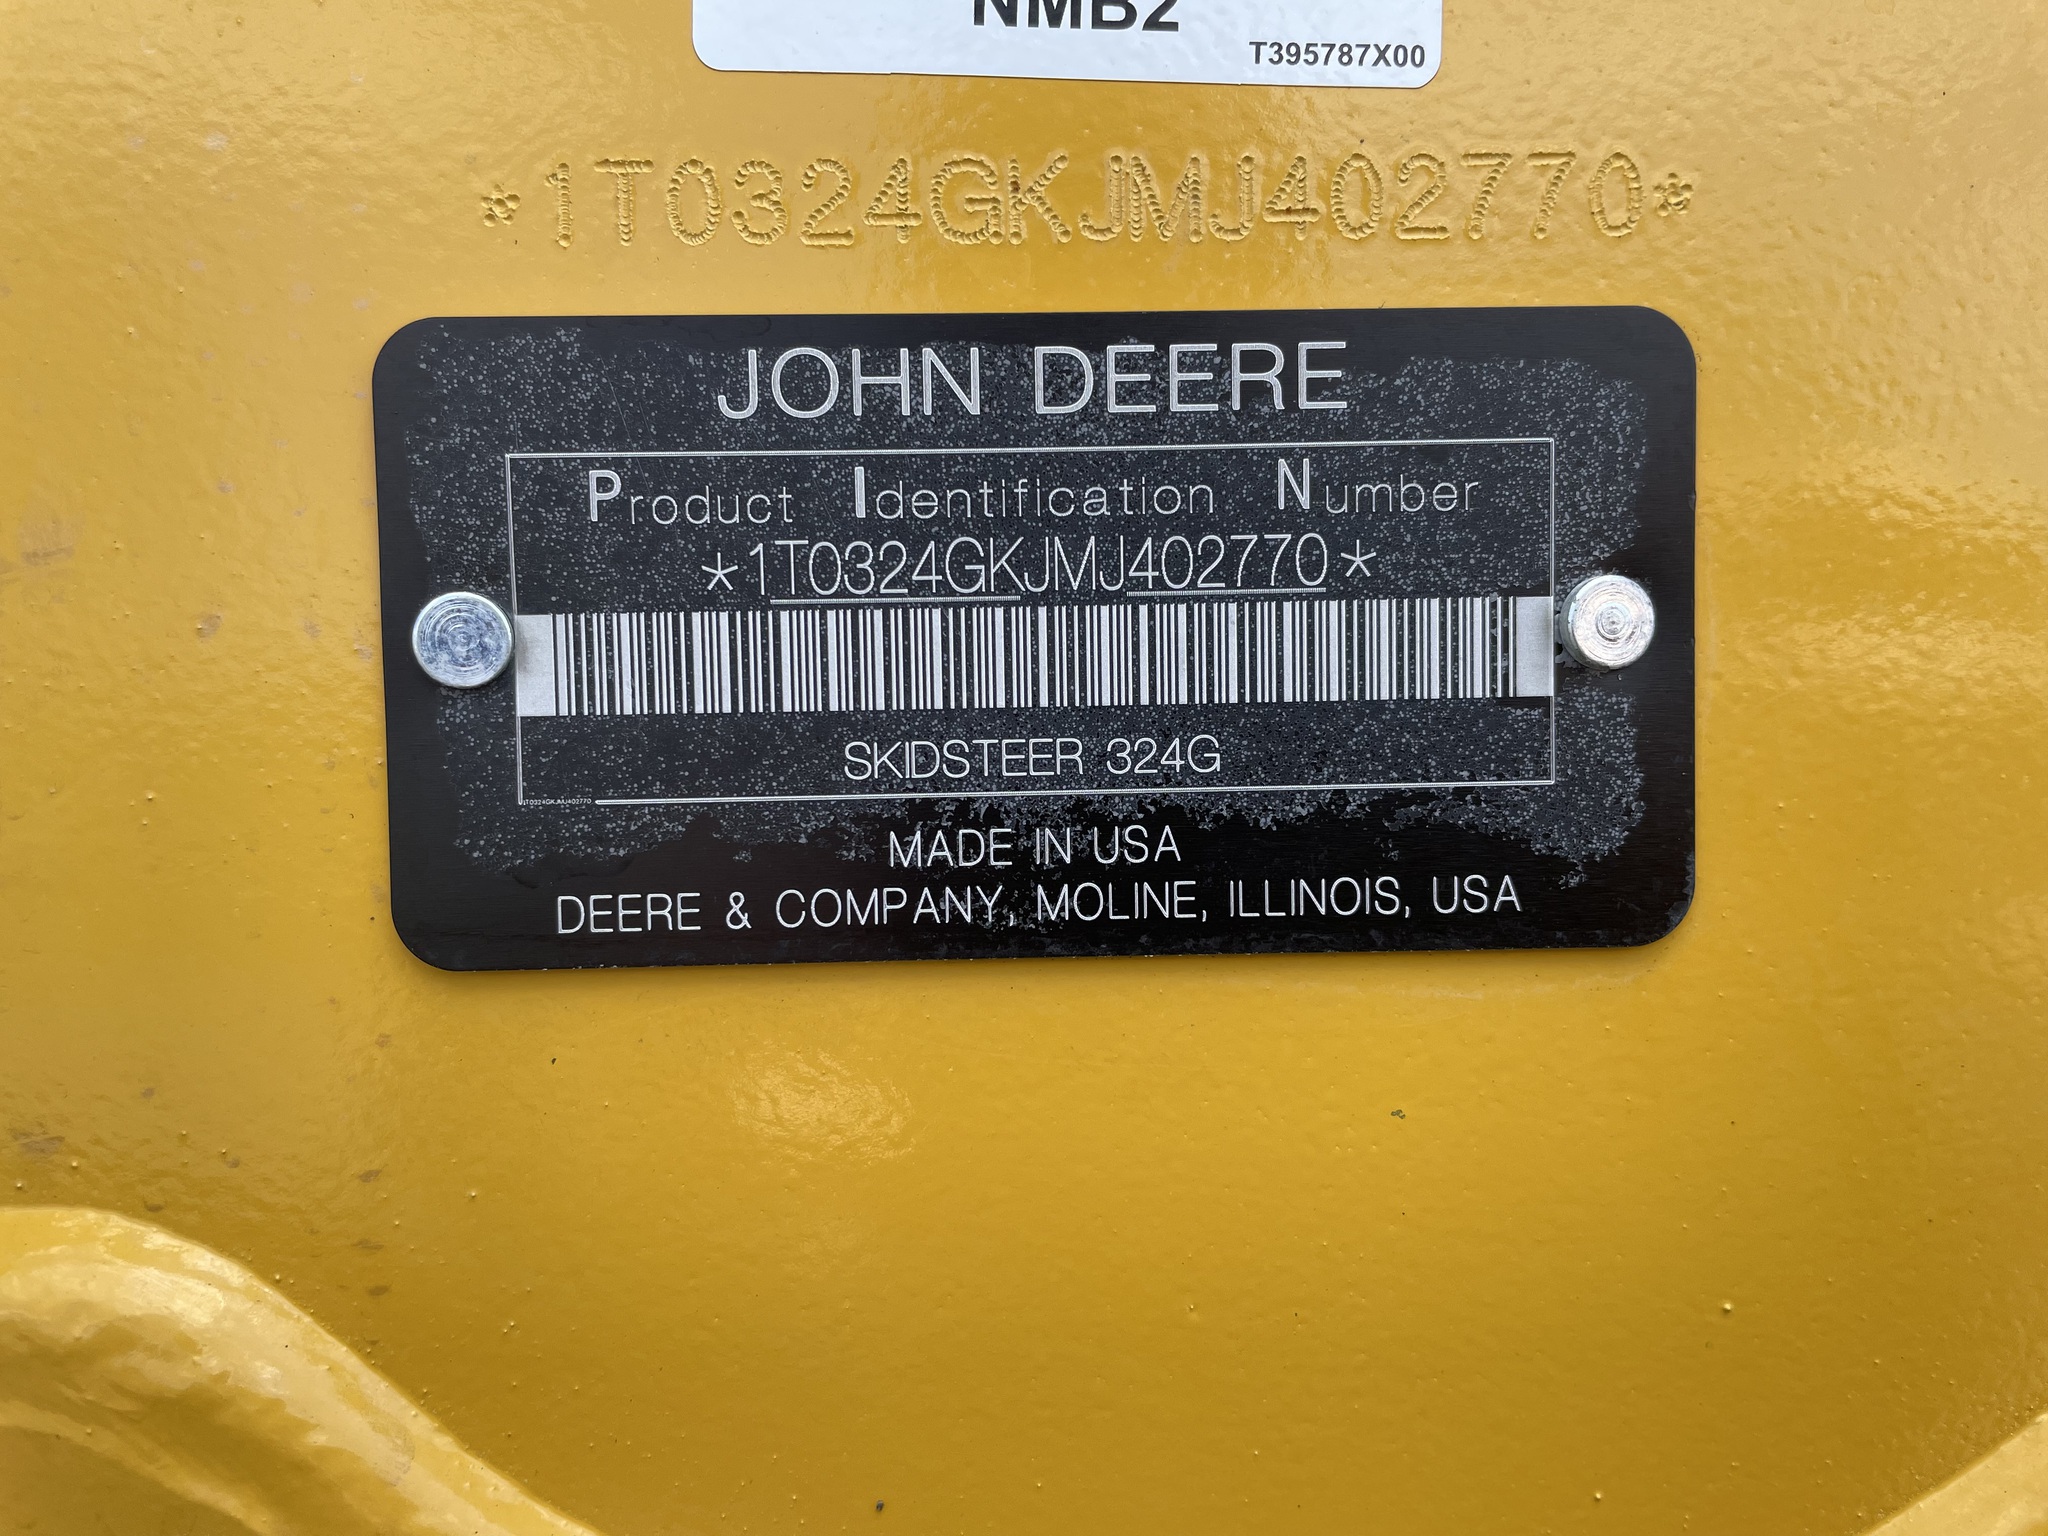 NMB2
T395787X00
*1T0324GKJMJ402770*
JOHN DEERE
Product Identification Number
*1T0324GKJMJ402770*
SKIDSTEER 324G
1T0324GKJMJ402770
MADE IN USA
DEERE & COMPANY, MOLINE, ILLINOIS, USA